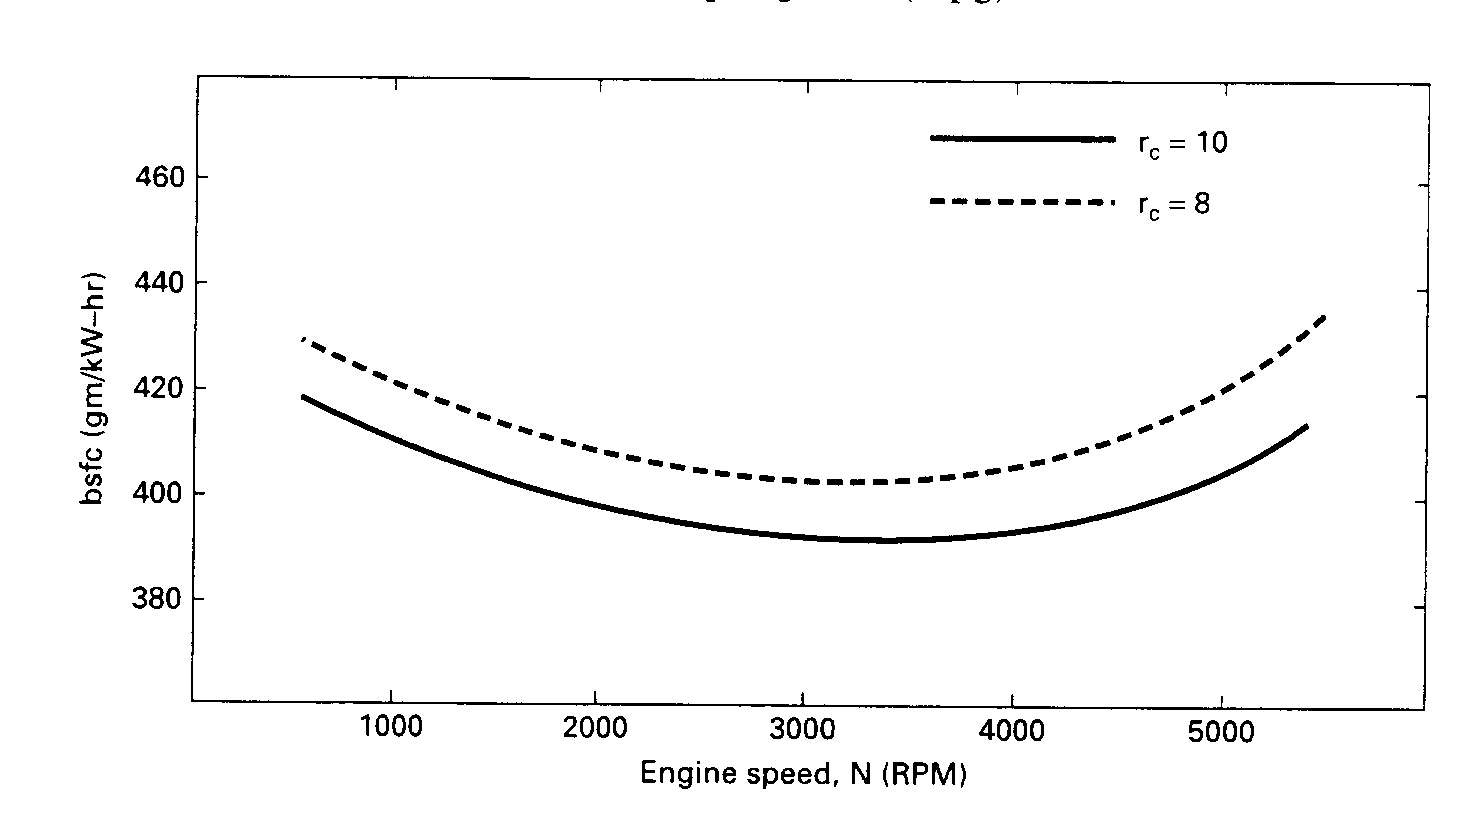 r_c = 10
r_c = 8
460
440
420
400
380
bsfc (gm/kW–hr)
1000 2000 3000 4000 5000
Engine speed, N (RPM)